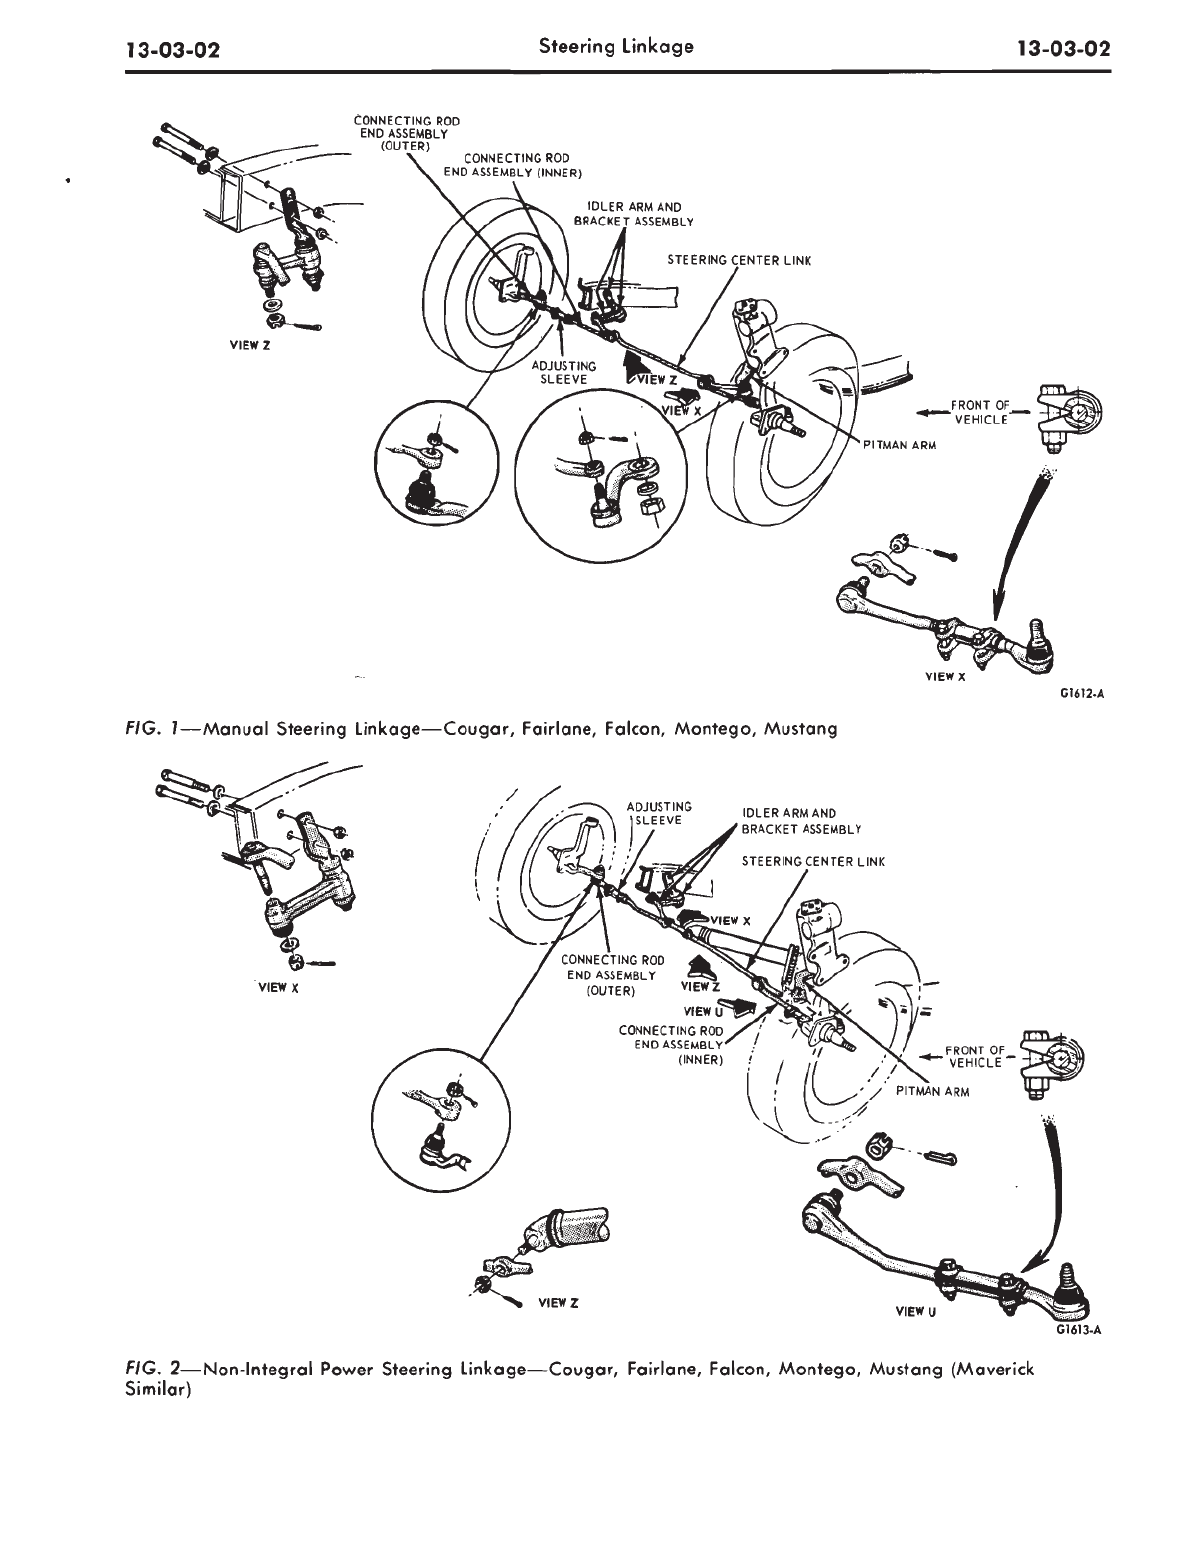 13-03-02
Steering Linkage
13-03-02
CONNECTING ROD
END ASSEMBLY
(OUTER)
CONNECTING ROD
END ASSEMBLY (INNER)
IDLER ARM AND
BRACKET ASSEMBLY
STEERING CENTER LINK
VIEW Z
ADJUSTING
SLEEVE
VIEW Z
VIEW X
FRONT OF
VEHICLE
PITMAN ARM
VIEW X
G1612-A
FIG. 1—Manual Steering Linkage—Cougar, Fairlane, Falcon, Montego, Mustang
ADJUSTING
SLEEVE
IDLER ARM AND
BRACKET ASSEMBLY
STEERING CENTER LINK
VIEW X
CONNECTING ROD
END ASSEMBLY
(OUTER)
VIEW X
VIEW Z
VIEW U
CONNECTING ROD
END ASSEMBLY
(INNER)
FRONT OF
VEHICLE
PITMAN ARM
VIEW Z
VIEW U
G1613-A
FIG. 2—Non-Integral Power Steering Linkage—Cougar, Fairlane, Falcon, Montego, Mustang (Maverick
Similar)